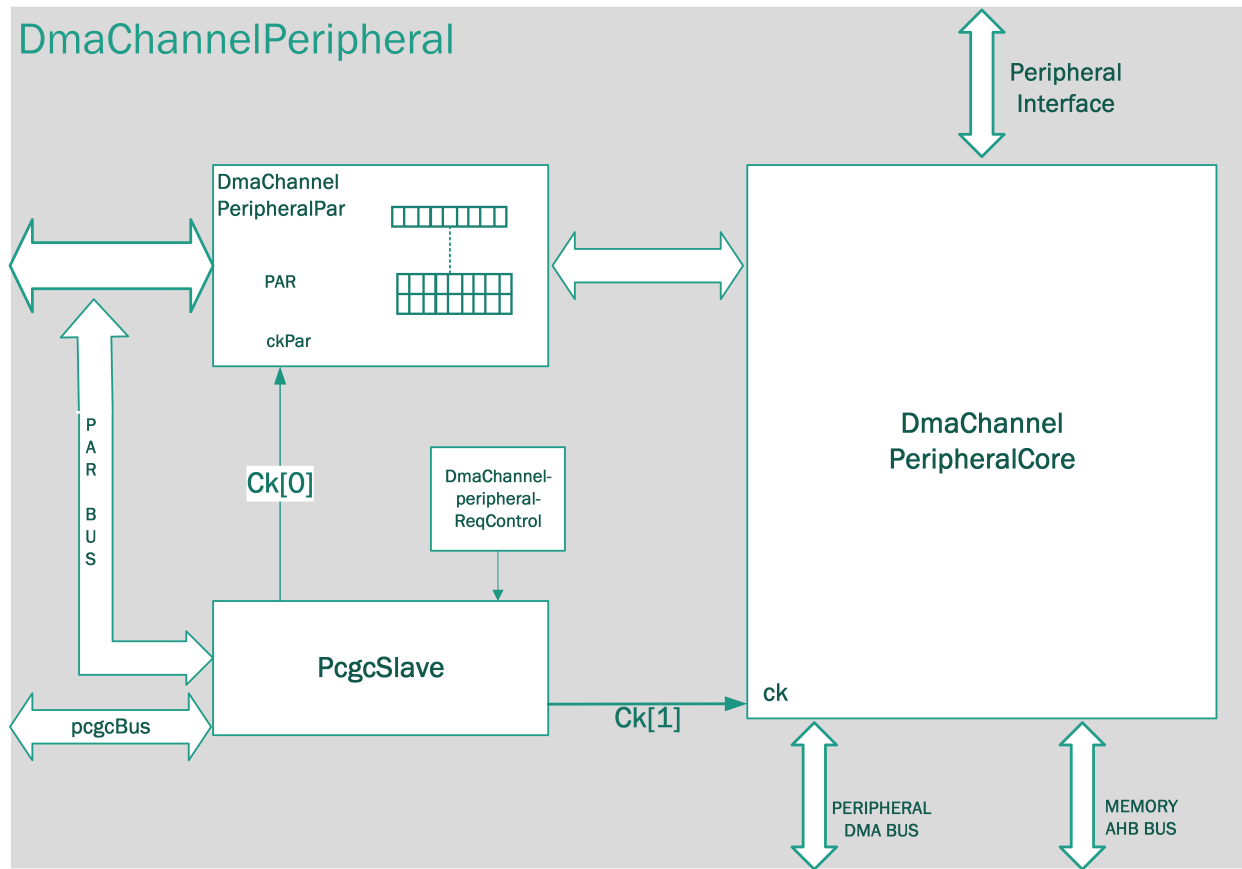 DmaChannelPeripheral
Peripheral
Interface
DmaChannel
PeripheralPar
PAR
ckPar
P
A
R
B
U
S
Ck[0]
DmaChannel-
peripheral-
ReqControl
DmaChannel
PeripheralCore
PcgcSlave
ck
Ck[1]
pcgcBus
PERIPHERAL
DMA BUS
MEMORY
AHB BUS